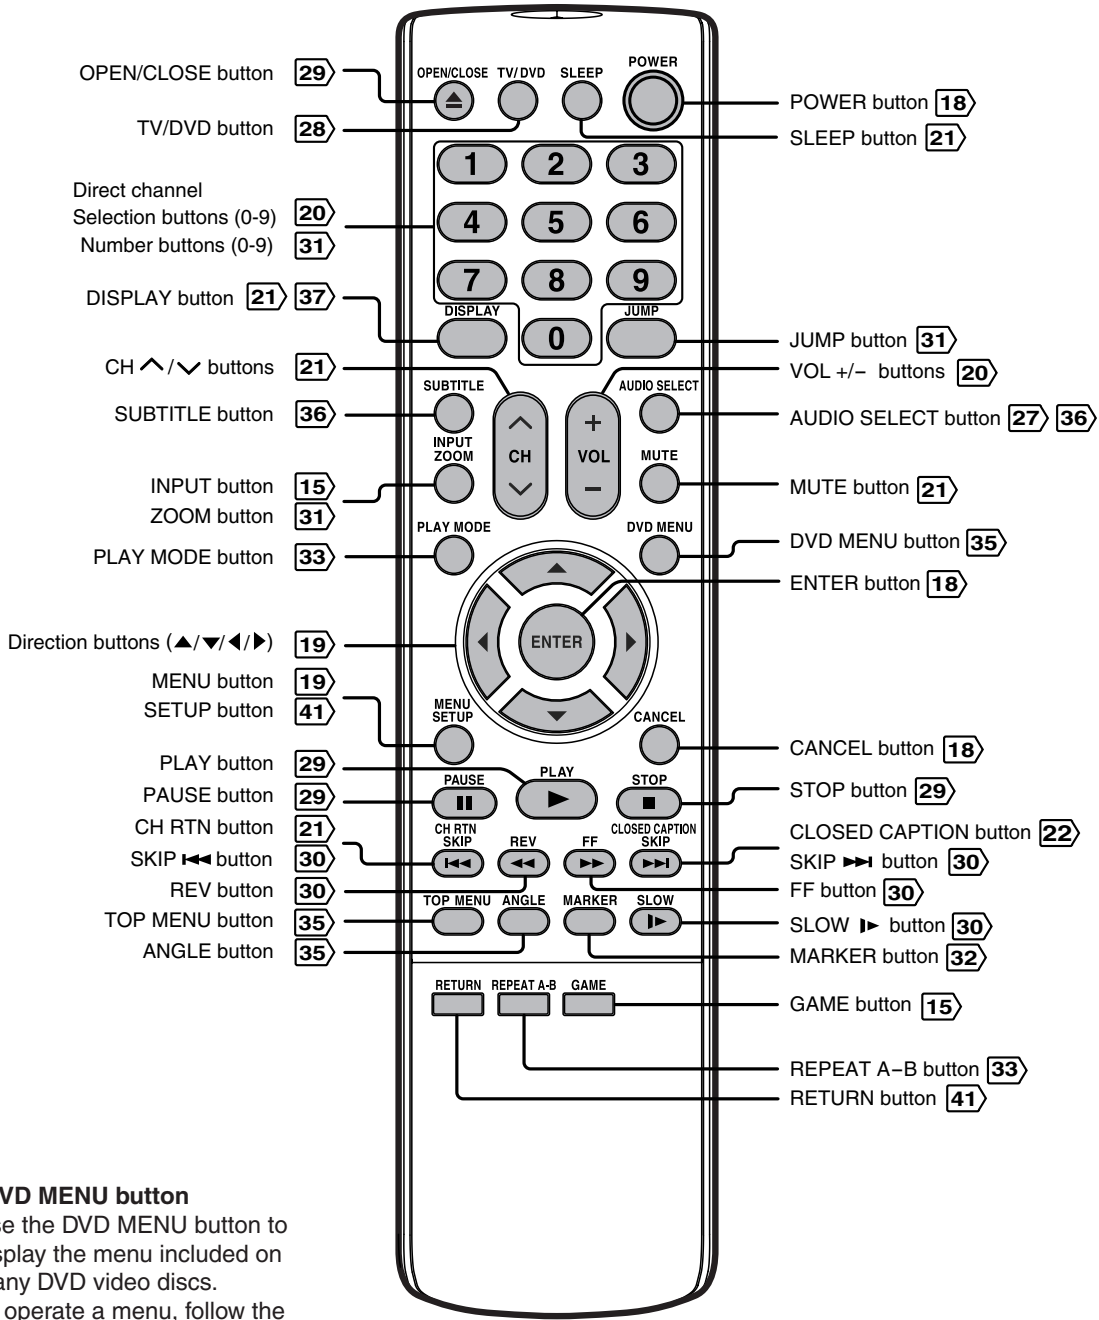 OPEN/CLOSE button 29
TV/DVD button 28
Direct channel
Selection buttons (0-9) 20
Number buttons (0-9) 31
DISPLAY button 21 37
CH / buttons 21
SUBTITLE button 36
INPUT button 15
ZOOM button 31
PLAY MODE button 33
Direction buttons (▲/▼/◀/▶) 19
MENU button 19
SETUP button 41
PLAY button 29
PAUSE button 29
CH RTN button 21
SKIP button 30
REV button 30
TOP MENU button 35
ANGLE button 35
OPEN/CLOSE TV/DVD SLEEP POWER
1 2 3
4 5 6
7 8 9
DISPLAY 0 JUMP
SUBTITLE AUDIO SELECT
INPUT
ZOOM CH + VOL − MUTE
PLAY MODE DVD MENU
ENTER
MENU
SETUP CANCEL
PAUSE PLAY STOP
CH RTN CLOSED CAPTION
SKIP REV FF SKIP
TOP MENU ANGLE MARKER SLOW
RETURN REPEAT A-B GAME
POWER button 18
SLEEP button 21
JUMP button 31
VOL +/− buttons 20
AUDIO SELECT button 27 36
MUTE button 21
DVD MENU button 35
ENTER button 18
CANCEL button 18
STOP button 29
CLOSED CAPTION button 22
SKIP button 30
FF button 30
SLOW button 30
MARKER button 32
GAME button 15
REPEAT A−B button 33
RETURN button 41
VD MENU button
se the DVD MENU button to
splay the menu included on
any DVD video discs.
operate a menu, follow the